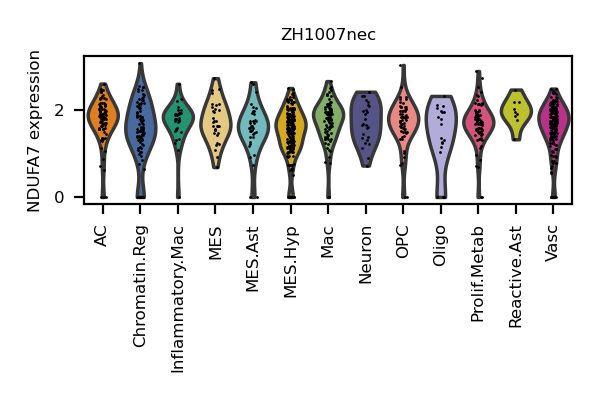 ZH1007nec
NDUFA7 expression
2
0
AC
Chromatin.Reg
Inflammatory.Mac
MES
MES.Ast
MES.Hyp
Mac
Neuron
OPC
Oligo
Prolif.Metab
Reactive.Ast
Vasc